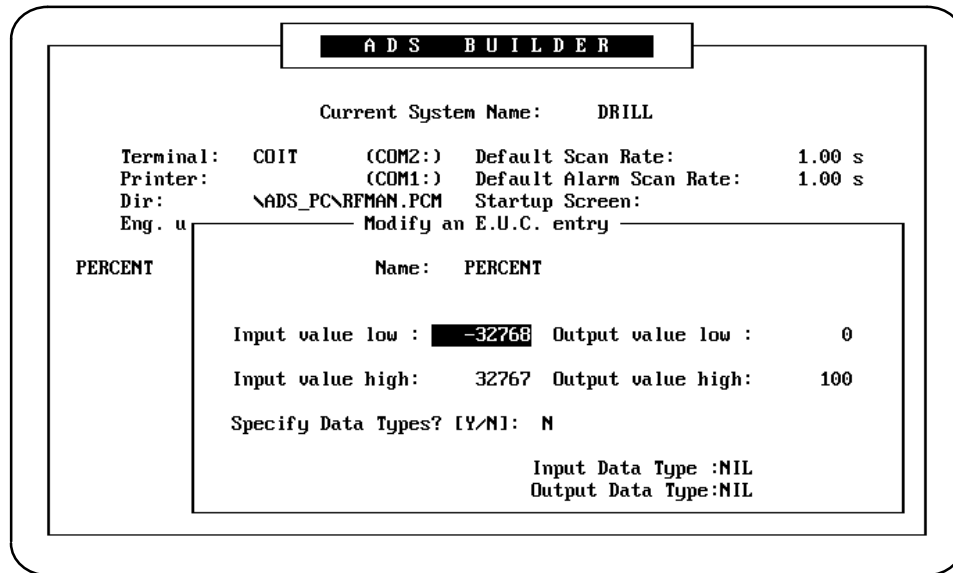 ADS BUILDER
Current System Name: DRILL
Terminal: COIT (COM2:) Default Scan Rate: 1.00 s
Printer: (COM1:) Default Alarm Scan Rate: 1.00 s
Dir: \ADS_PC\RFMAN.PCM Startup Screen:
Eng. u
Modify an E.U.C. entry
PERCENT Name: PERCENT
Input value low : -32768 Output value low : 0
Input value high: 32767 Output value high: 100
Specify Data Types? [Y/N]: N
Input Data Type :NIL
Output Data Type:NIL